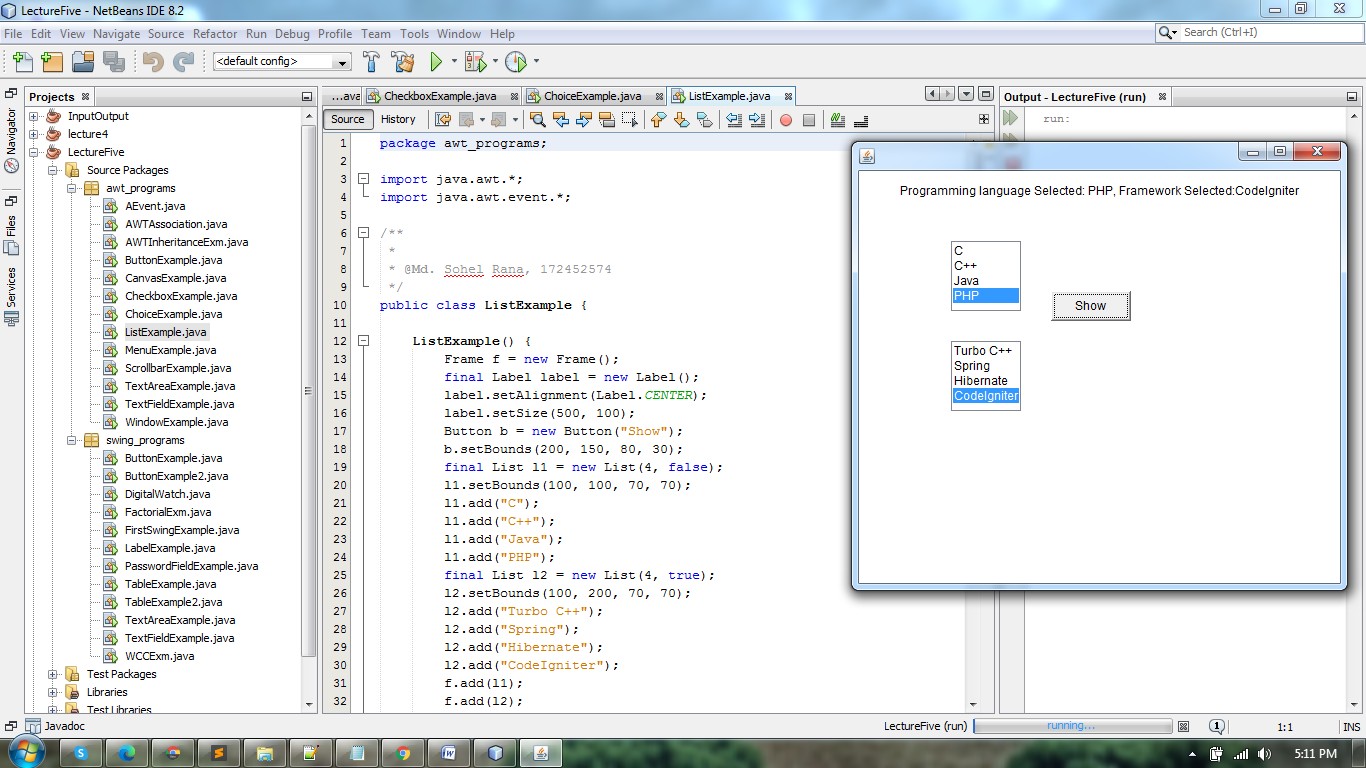 LectureFive - NetBeans IDE 8.2
File Edit View Navigate Source Refactor Run Debug Profile Team Tools Window Help
Search (Ctrl+I)
<default config>
Navigator
Files
Services
Projects
InputOutput
lecture4
LectureFive
Source Packages
awt_programs
AEvent.java
AWTAssociation.java
AWTInheritanceExm.java
ButtonExample.java
CanvasExample.java
CheckboxExample.java
ChoiceExample.java
ListExample.java
MenuExample.java
ScrollbarExample.java
TextAreaExample.java
TextFieldExample.java
WindowExample.java
swing_programs
ButtonExample.java
ButtonExample2.java
DigitalWatch.java
FactorialExm.java
FirstSwingExample.java
LabelExample.java
PasswordFieldExample.java
TableExample.java
TableExample2.java
TextAreaExample.java
TextFieldExample.java
WCCExm.java
Test Packages
Libraries
Test Libraries
...ava CheckboxExample.java ChoiceExample.java ListExample.java
Source History
1 package awt_programs;
2
3 import java.awt.*;
4 import java.awt.event.*;
5
6 /**
7 *
8 * @Md. Sohel Rana, 172452574
9 */
10 public class ListExample {
11
12 ListExample() {
13 Frame f = new Frame();
14 final Label label = new Label();
15 label.setAlignment(Label.CENTER);
16 label.setSize(500, 100);
17 Button b = new Button("Show");
18 b.setBounds(200, 150, 80, 30);
19 final List l1 = new List(4, false);
20 l1.setBounds(100, 100, 70, 70);
21 l1.add("C");
22 l1.add("C++");
23 l1.add("Java");
24 l1.add("PHP");
25 final List l2 = new List(4, true);
26 l2.setBounds(100, 200, 70, 70);
27 l2.add("Turbo C++");
28 l2.add("Spring");
29 l2.add("Hibernate");
30 l2.add("CodeIgniter");
31 f.add(l1);
32 f.add(l2);
Output - LectureFive (run)
run:
Programming language Selected: PHP, Framework Selected:CodeIgniter
C
C++
Java
PHP
Show
Turbo C++
Spring
Hibernate
CodeIgniter
Javadoc
LectureFive (run) running... 1 1:1 INS
5:11 PM